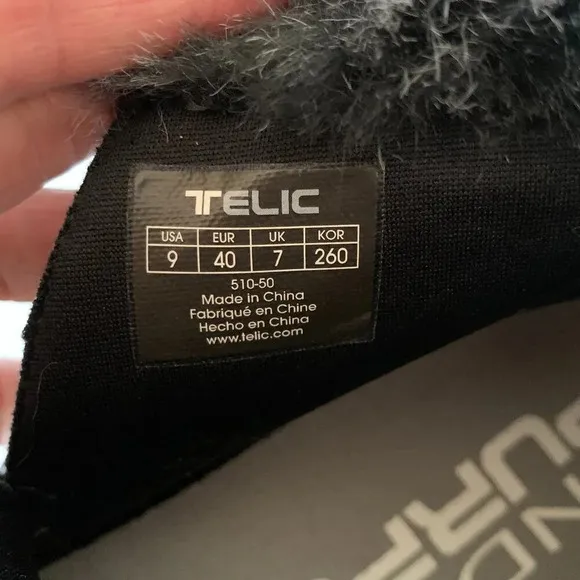 TELIC
USA EUR UK KOR
9 40 7 260
510-50
Made in China
Fabriqué en Chine
Hecho en China
www.telic.com